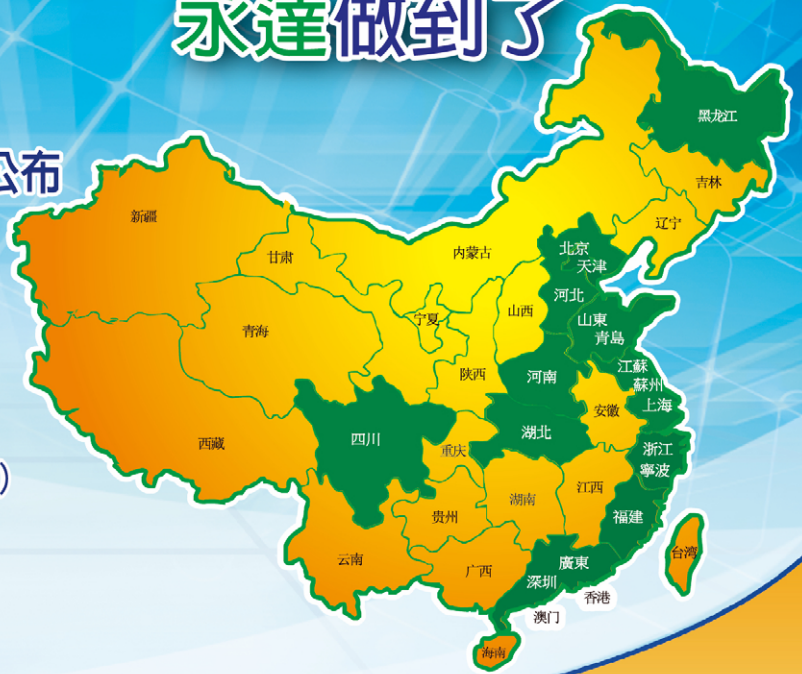 永達做到了
公布
黑龙江
吉林
辽宁
新疆
甘肃
内蒙古
北京
天津
河北
山東
青島
山西
宁夏
青海
陕西
河南
江蘇
蘇州
上海
安徽
四川
重庆
湖北
浙江
寧波
西藏
湖南
江西
贵州
福建
云南
广西
廣東
深圳
台湾
香港
澳门
海南
)